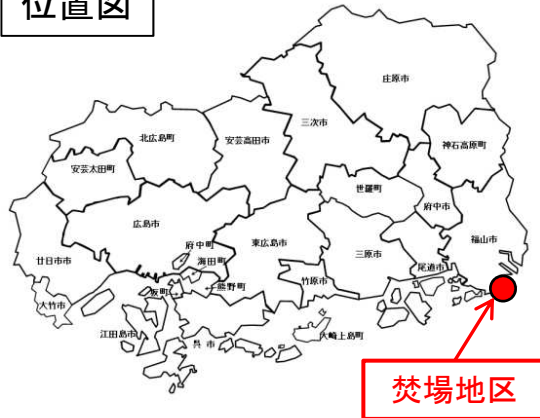 位置図
庄原市
三次市
北広島町
安芸高田市
神石高原町
安芸太田町
世羅町
府中市
広島市
東広島市
三原市
福山市
府中町
海田町
尾道市
廿日市市
坂町
熊野町
竹原市
大竹市
江田島市
呉市
大崎上島町
焚場地区